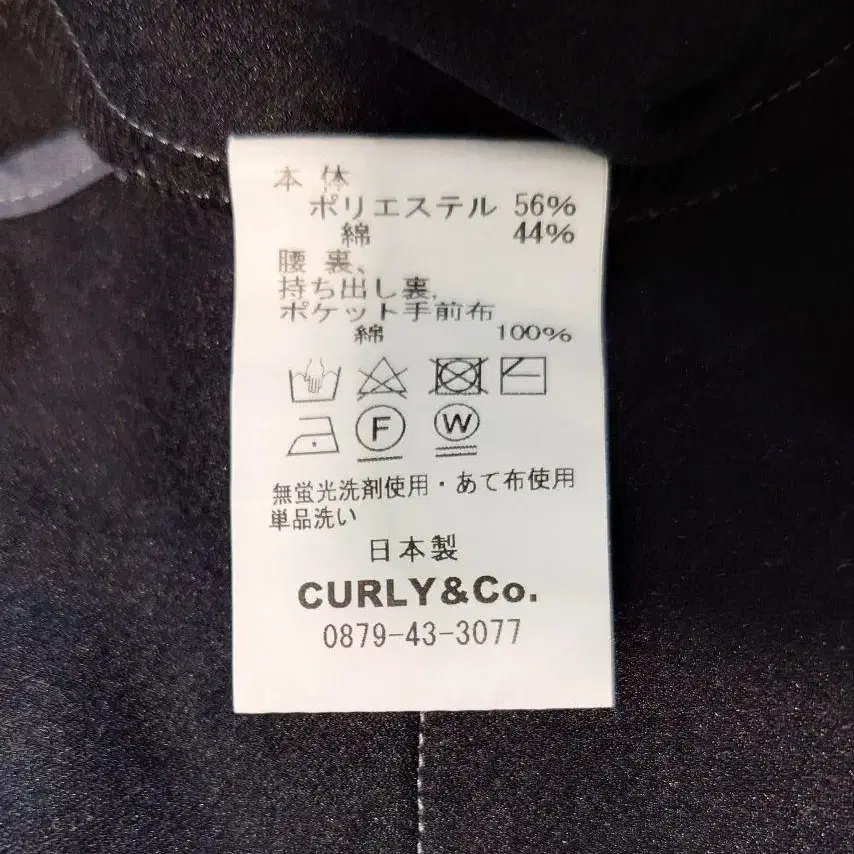 本 体
ポリエステル 56%
綿 44%
腰 裏、
持ち出し裏,
ポケット手前布
綿 100%
F W
無蛍光洗剤使用・あて布使用
単品洗い
日本製
CURLY&Co.
0879-43-3077